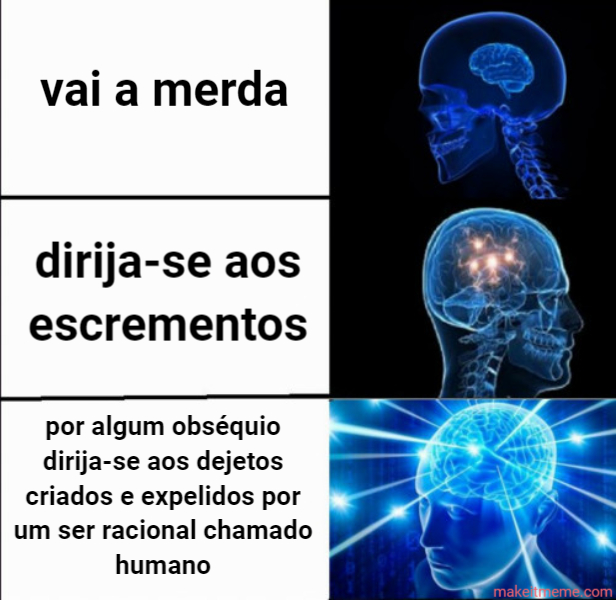 vai a merda
dirija-se aos
escrementos
por algum obséquio
dirija-se aos dejetos
criados e expelidos por
um ser racional chamado
humano
maketimeme.com